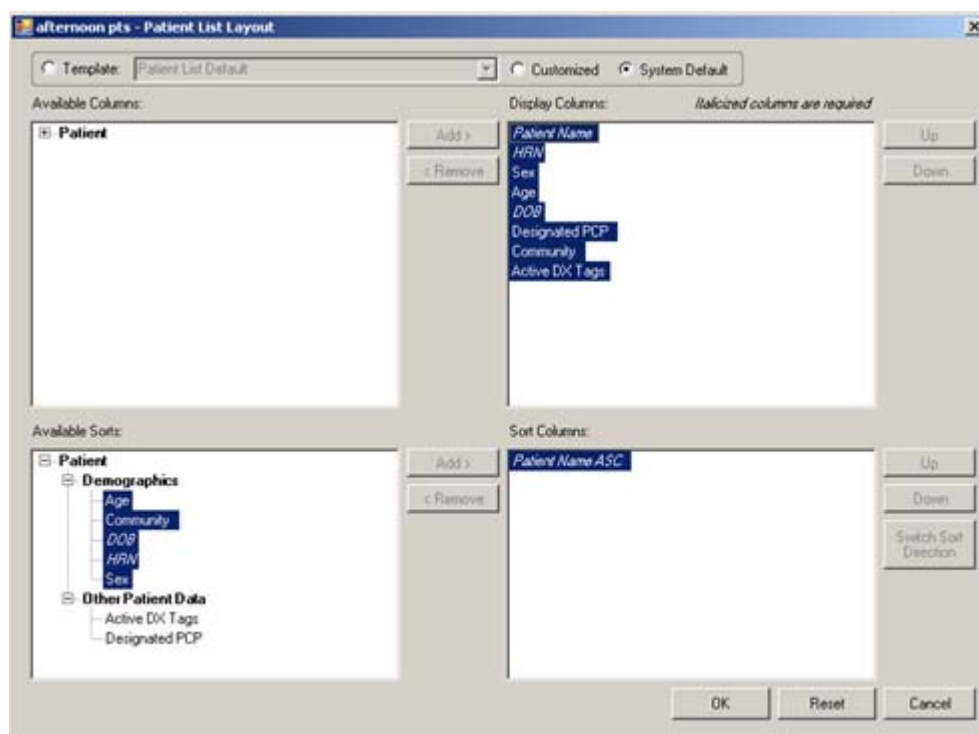 afternoon pts - Patient List Layout
Template: Patient List Default Customized System Default
Available Columns:
Patient
Add >
< Remove
Display Columns: Italicized columns are required
Patient Name
HRN
Sex
Age
DOB
Designated PCP
Community
Active DX Tags
Up
Down
Available Sorts:
Patient
Demographics
Age
Community
DOB
HRN
Sex
Other Patient Data
Active DX Tags
Designated PCP
Add >
< Remove
Sort Columns:
Patient Name ASC
Up
Down
Switch Sort
Direction
OK Reset Cancel